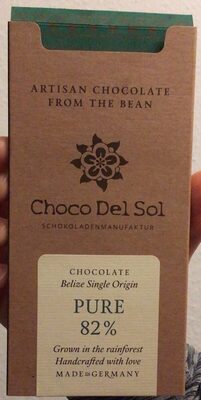 ARTISAN CHOCOLATE
FROM THE BEAN
Choco Del Sol
SCHOKOLADENMANUFAKTUR
CHOCOLATE
Belize Single Origin
PURE
82%
Grown in the rainforest
Handcrafted with love
MADE IN GERMANY